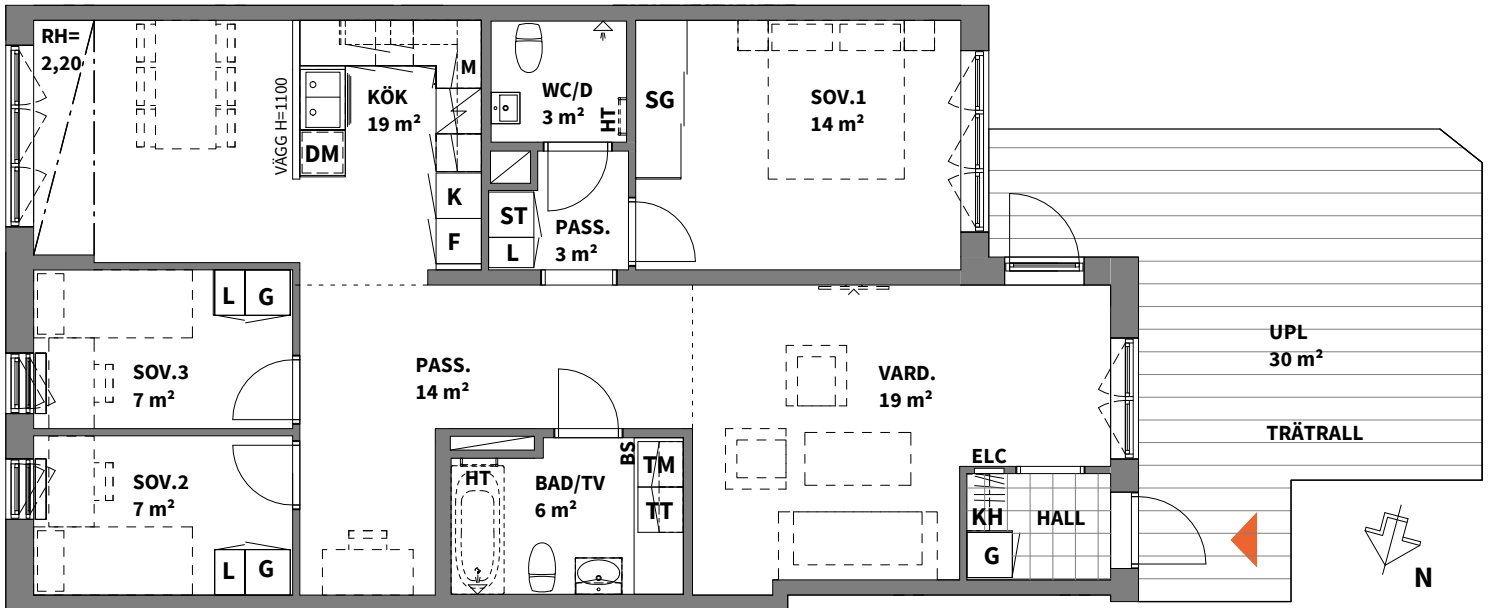 RH=
2,20
VÄGG H=1100
KÖK
19 m²
M
DM
K
F
WC/D
3 m²
HT
SG
SOV.1
14 m²
ST
L
PASS.
3 m²
L
G
SOV.3
7 m²
PASS.
14 m²
VARD.
19 m²
UPL
30 m²
TRÄTRALL
SOV.2
7 m²
L
G
HT
BAD/TV
6 m²
BS
TM
TT
ELC
KH
G
HALL
N